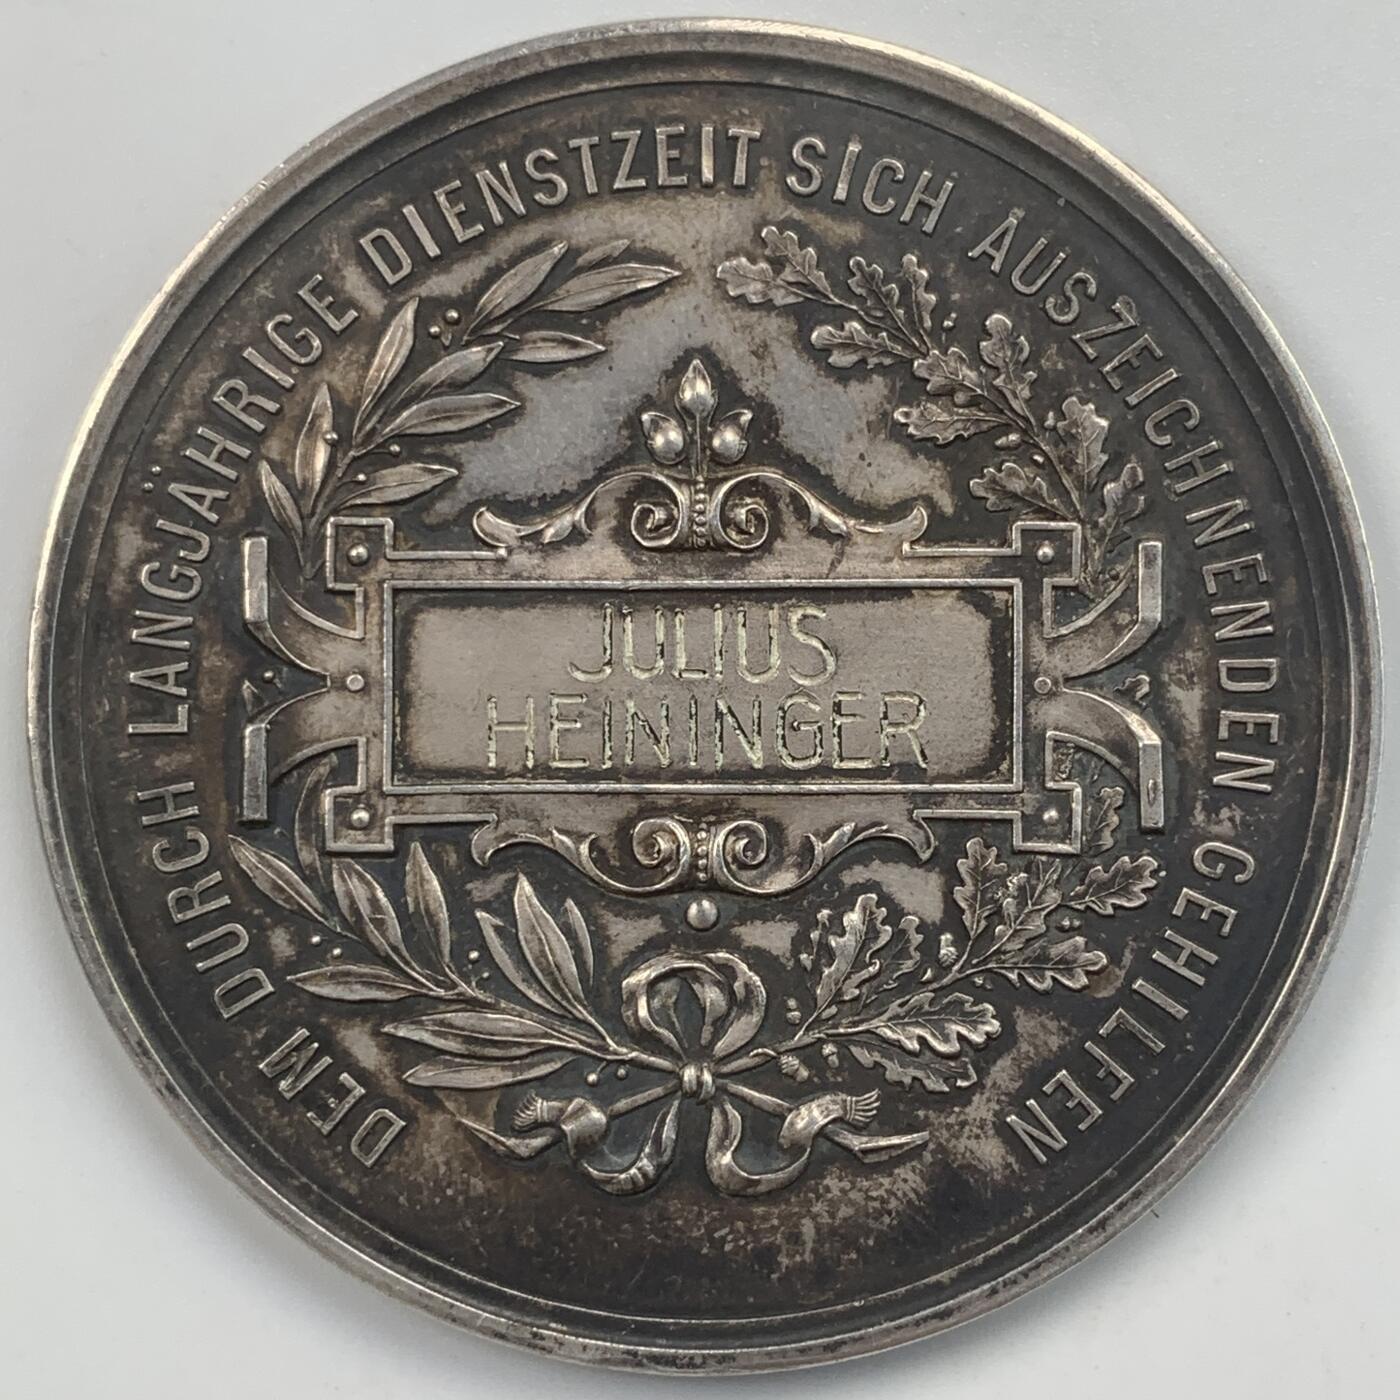 DEM DURCH LANGJÄHRIGE DIENSTZEIT SICH AUSZEICHNENDEN GEHILFEN
JULIUS
HEININGER